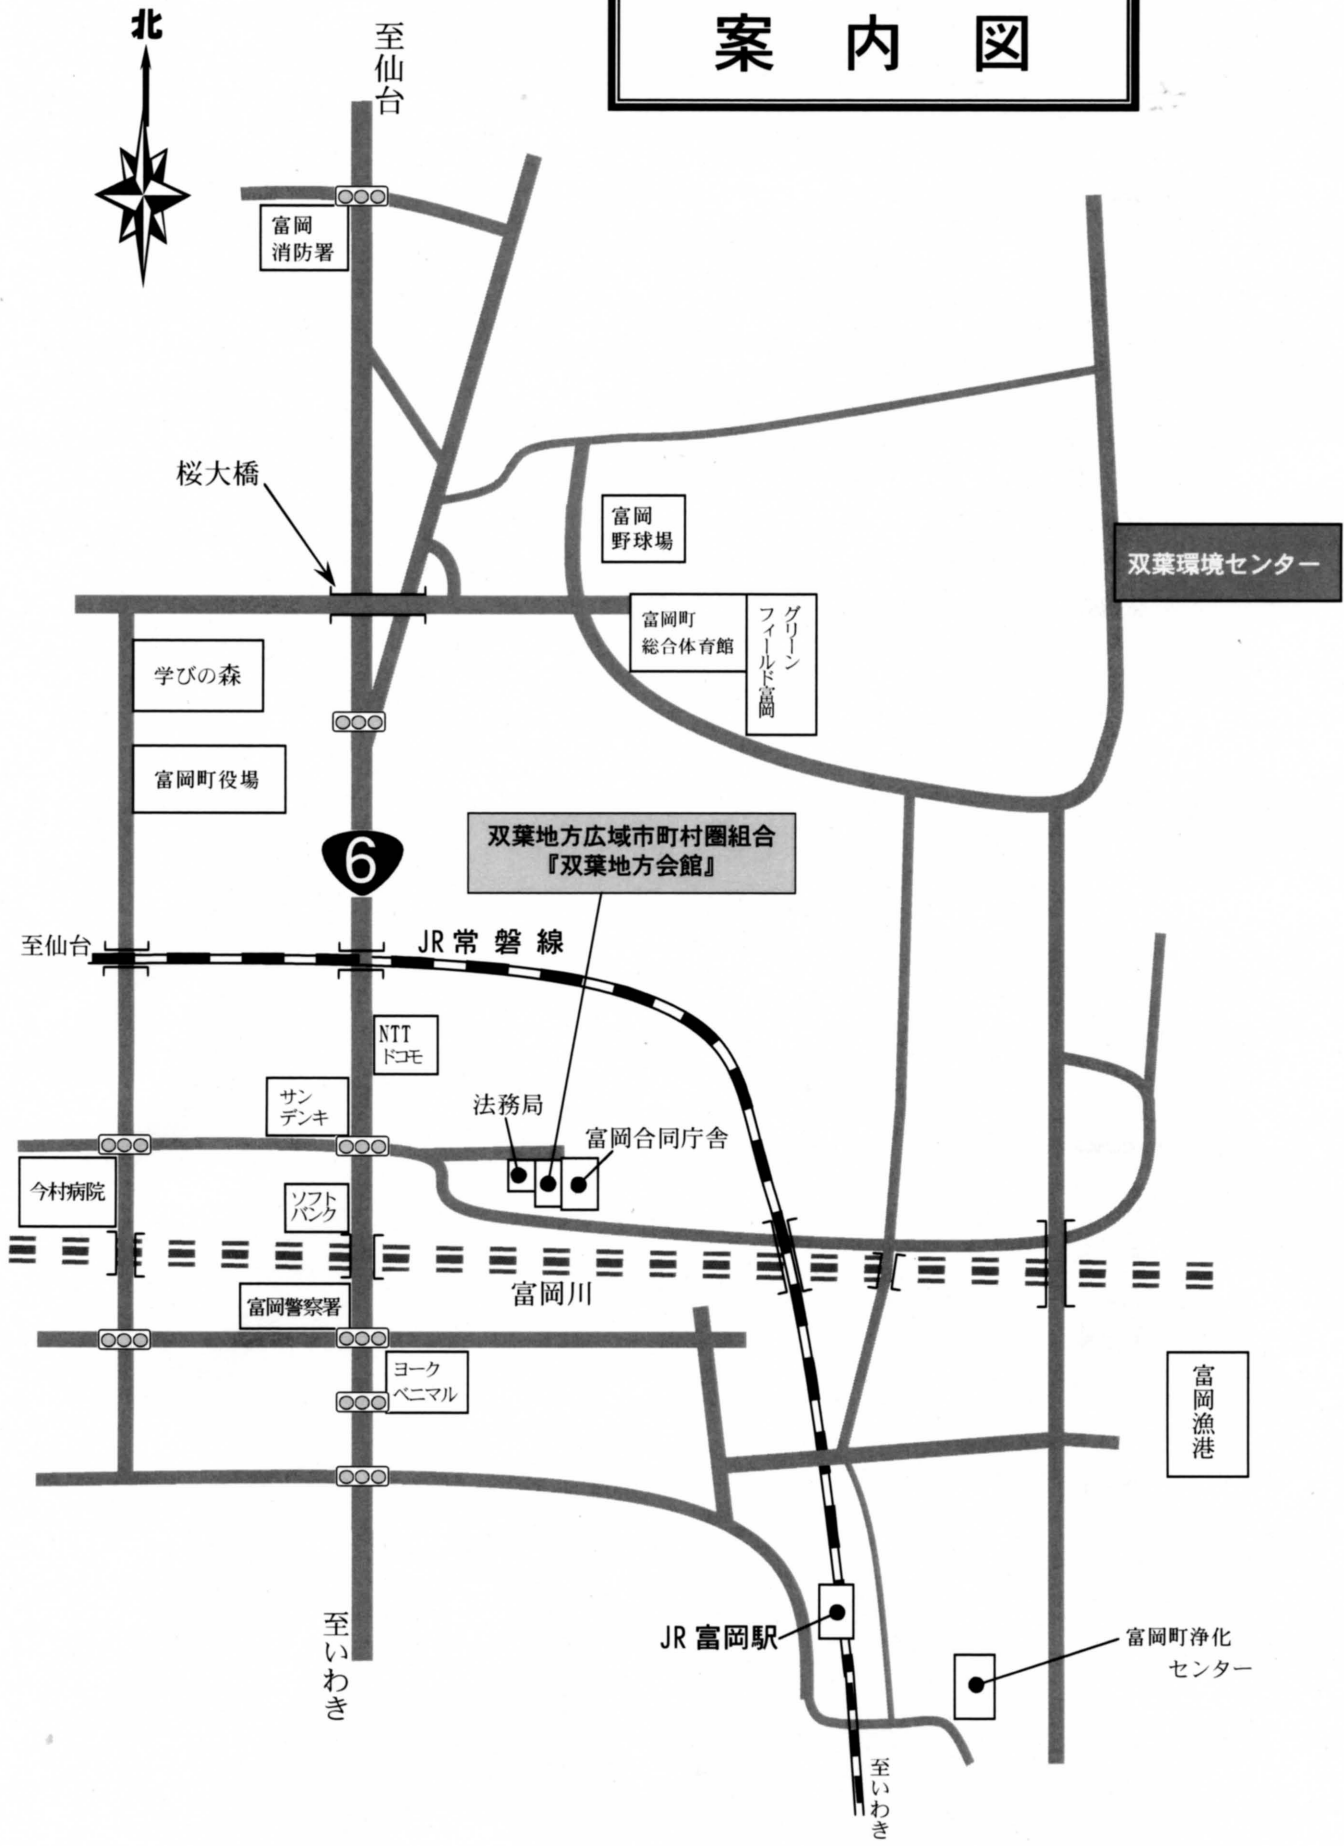 案内図
北
至仙台
富岡
消防署
桜大橋
富岡
野球場
双葉環境センター
富岡町
総合体育館
グリーン
フィールド富岡
学びの森
富岡町役場
6
双葉地方広域市町村圏組合
『双葉地方会館』
至仙台
JR常磐線
NTT
ドコモ
サン
デンキ
法務局
富岡合同庁舎
今村病院
ソフト
バンク
富岡川
富岡警察署
ヨーク
ベニマル
富岡漁港
至いわき
JR富岡駅
富岡町浄化
センター
至いわき